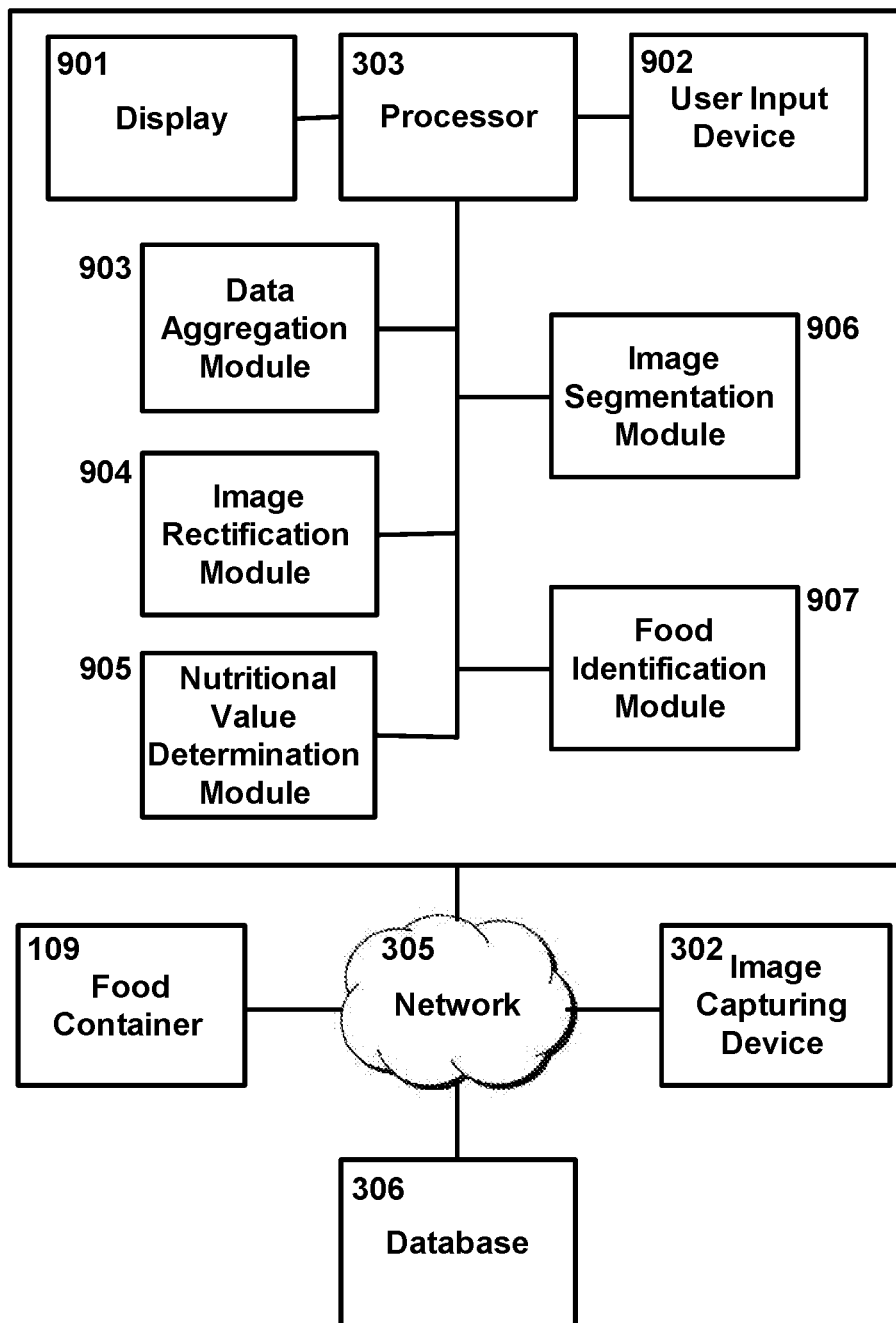 901
Display
303
Processor
902
User Input
Device
903
Data
Aggregation
Module
906
Image
Segmentation
Module
904
Image
Rectification
Module
907
Food
Identification
Module
905
Nutritional
Value
Determination
Module
109
Food
Container
305
Network
302
Image
Capturing
Device
306
Database